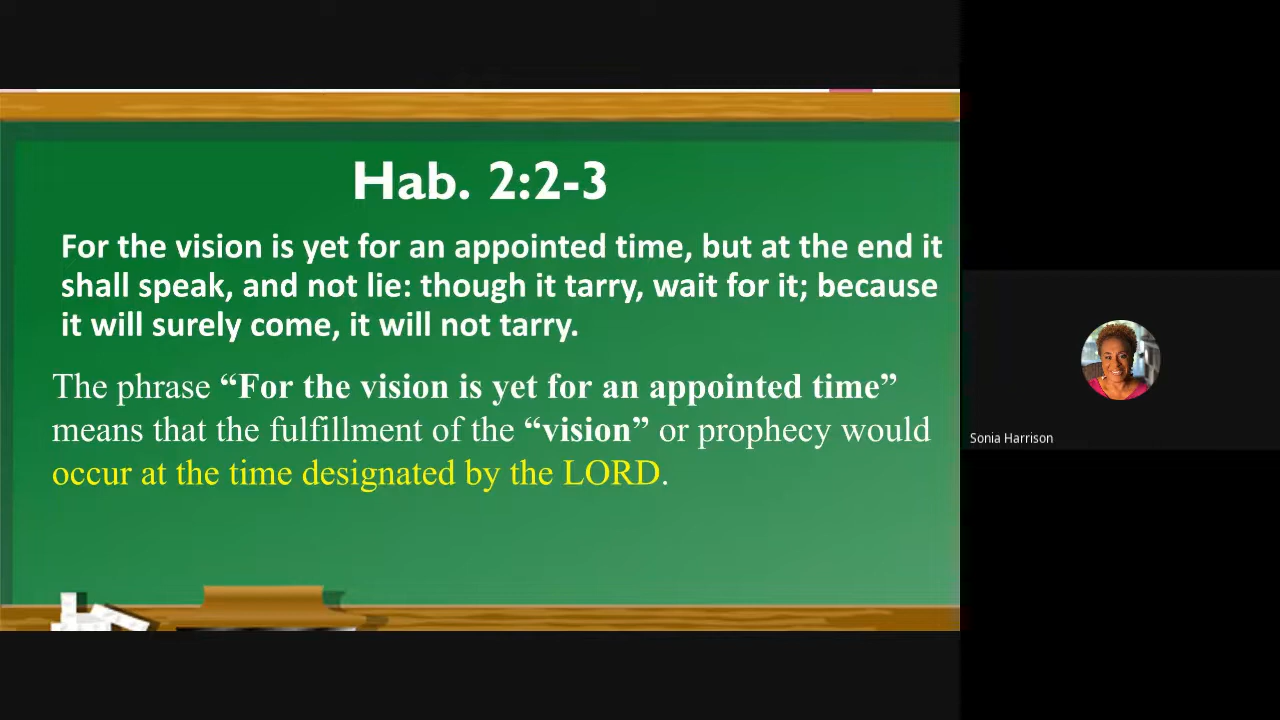 Hab. 2:2-3
For the vision is yet for an appointed time, but at the end it
shall speak, and not lie: though it tarry, wait for it; because
it will surely come, it will not tarry.
The phrase “For the vision is yet for an appointed time”
means that the fulfillment of the “vision” or prophecy would
occur at the time designated by the LORD.
Sonia Harrison